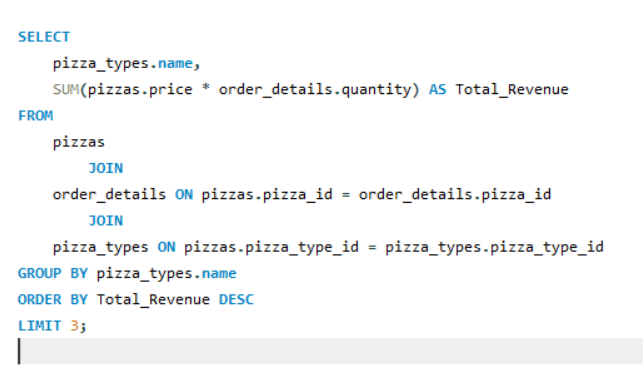 SELECT
    pizza_types.name,
    SUM(pizzas.price * order_details.quantity) AS Total_Revenue
FROM
    pizzas
        JOIN
    order_details ON pizzas.pizza_id = order_details.pizza_id
        JOIN
    pizza_types ON pizzas.pizza_type_id = pizza_types.pizza_type_id
GROUP BY pizza_types.name
ORDER BY Total_Revenue DESC
LIMIT 3;